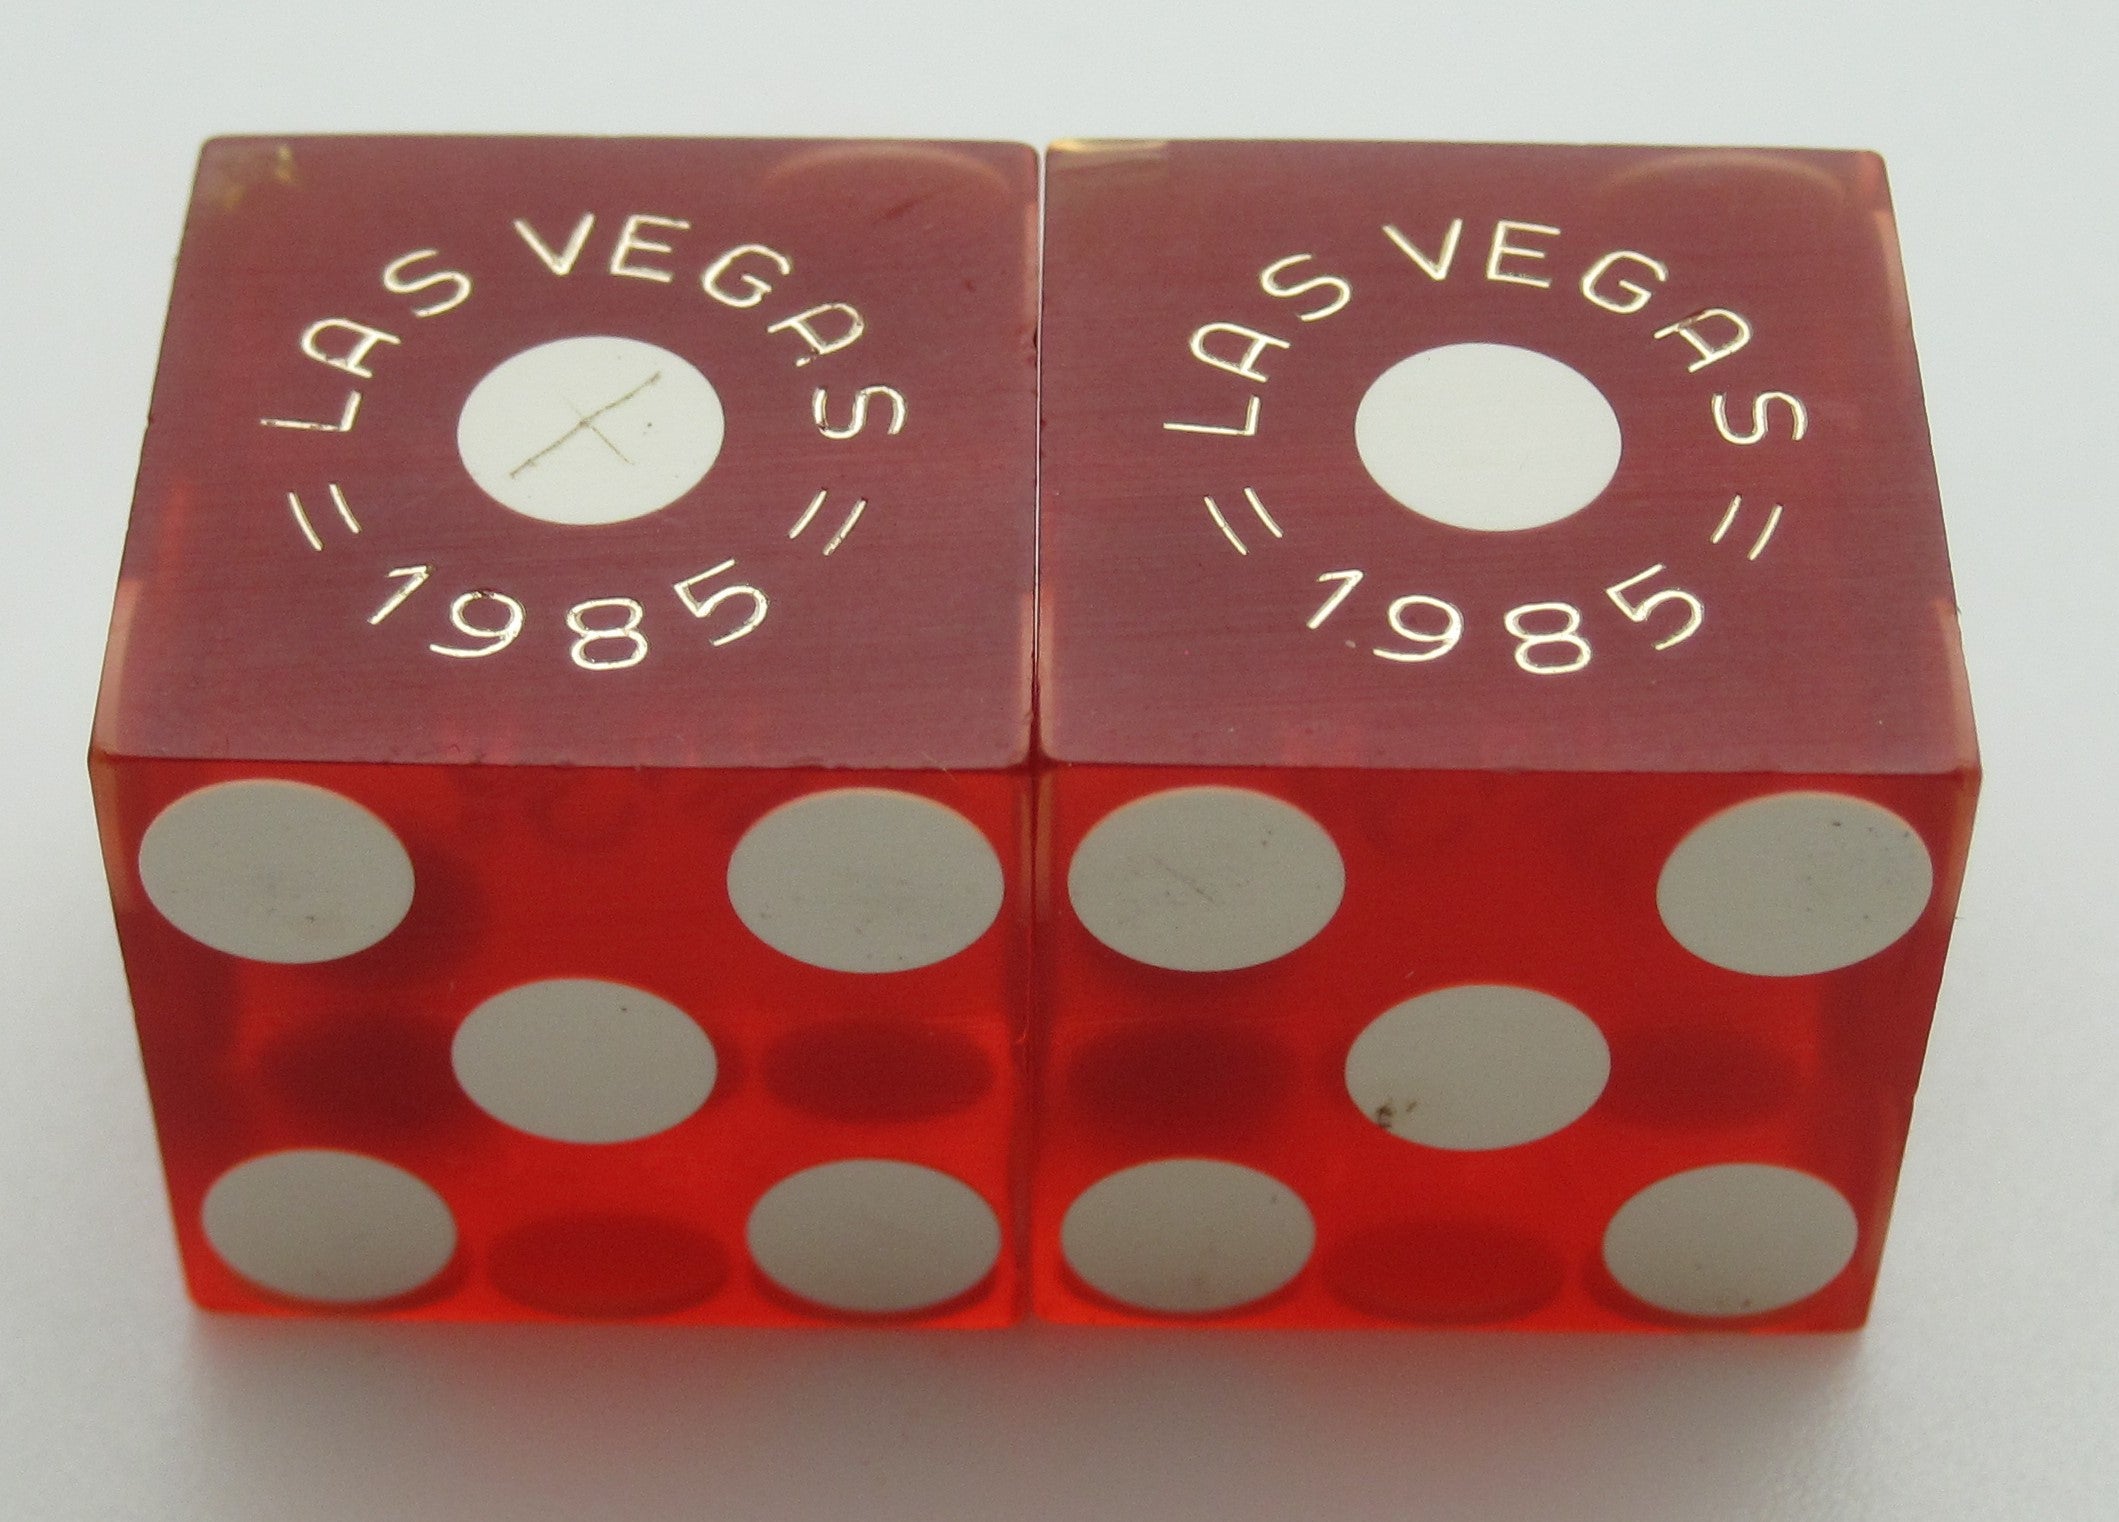 LAS VEGAS
= 1985 =
LAS VEGAS
= 1985 =